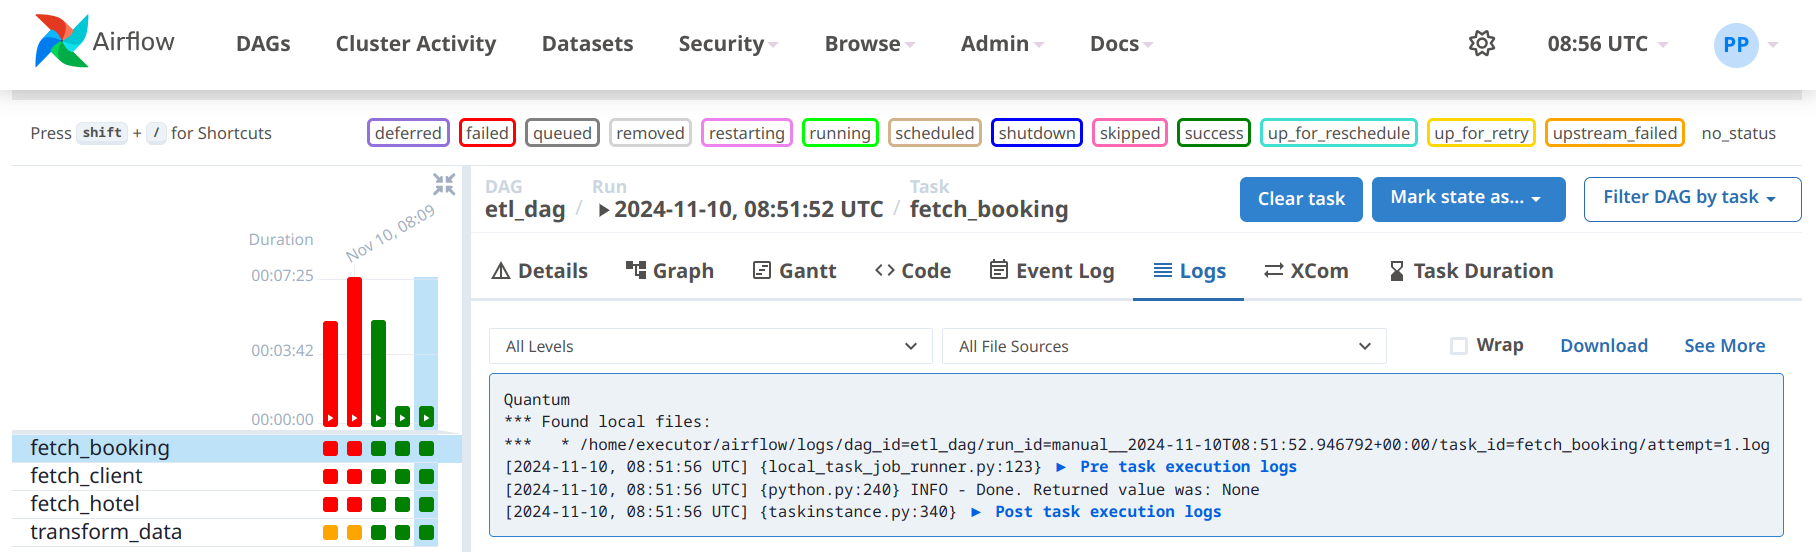 Airflow DAGs Cluster Activity Datasets Security Browse Admin Docs 08:56 UTC PP
Press shift + / for Shortcuts deferred failed queued removed restarting running scheduled shutdown skipped success up_for_reschedule up_for_retry upstream_failed no_status
DAG Run Task
etl_dag / 2024-11-10, 08:51:52 UTC / fetch_booking
Clear task Mark state as... Filter DAG by task
Details Graph Gantt Code Event Log Logs XCom Task Duration
Nov 10, 08:09
Duration
00:07:25
00:03:42
00:00:00
fetch_booking
fetch_client
fetch_hotel
transform_data
All Levels All File Sources Wrap Download See More
Quantum
*** Found local files:
***   * /home/executor/airflow/logs/dag_id=etl_dag/run_id=manual__2024-11-10T08:51:52.946792+00:00/task_id=fetch_booking/attempt=1.log
[2024-11-10, 08:51:56 UTC] {local_task_job_runner.py:123} ▶ Pre task execution logs
[2024-11-10, 08:51:56 UTC] {python.py:240} INFO - Done. Returned value was: None
[2024-11-10, 08:51:56 UTC] {taskinstance.py:340} ▶ Post task execution logs